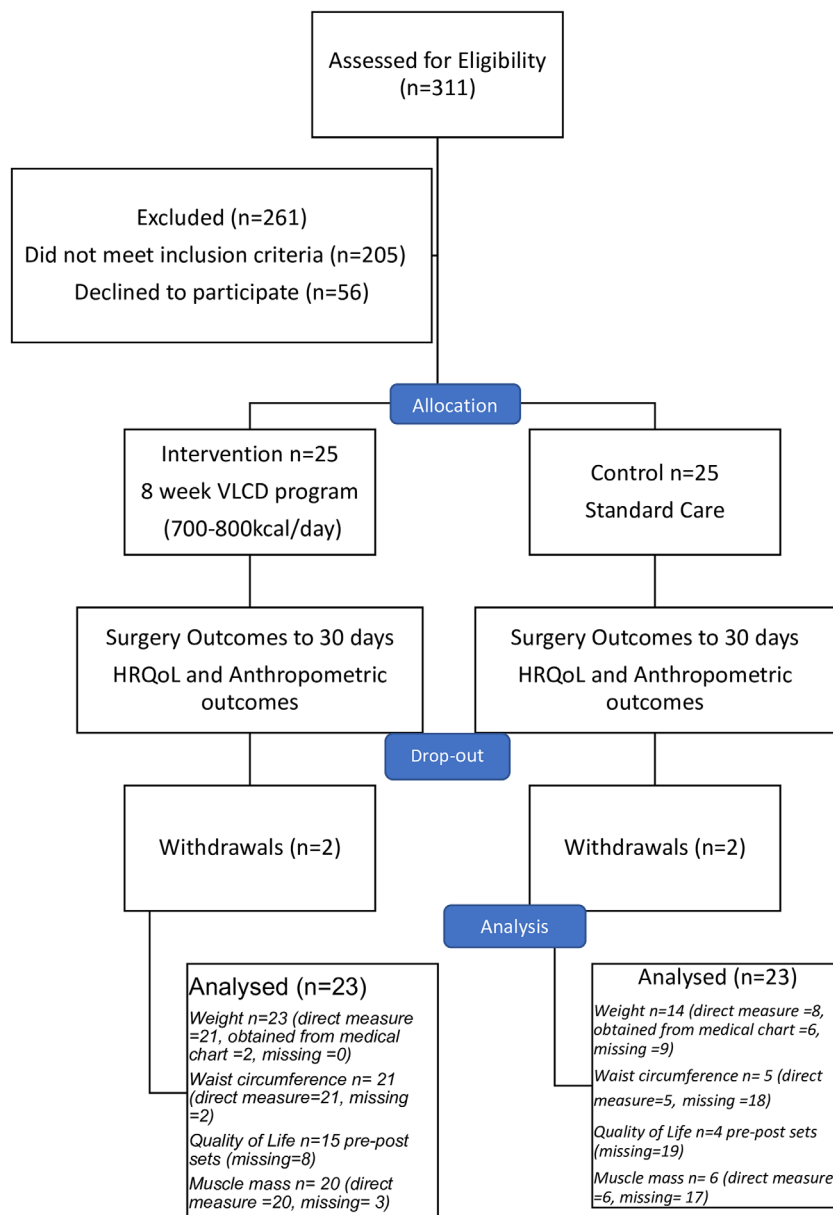 Assessed for Eligibility
(n=311)
Excluded (n=261)
Did not meet inclusion criteria (n=205)
Declined to participate (n=56)
Allocation
Intervention n=25
8 week VLCD program
(700-800kcal/day)
Control n=25
Standard Care
Surgery Outcomes to 30 days
HRQoL and Anthropometric
outcomes
Surgery Outcomes to 30 days
HRQoL and Anthropometric
outcomes
Drop-out
Withdrawals (n=2)
Withdrawals (n=2)
Analysis
Analysed (n=23)
Weight n=23 (direct measure
=21, obtained from medical
chart =2, missing =0)
Waist circumference n= 21
(direct measure=21, missing
=2)
Quality of Life n=15 pre-post
sets (missing=8)
Muscle mass n= 20 (direct
measure =20, missing= 3)
Analysed (n=23)
Weight n=14 (direct measure =8,
obtained from medical chart =6,
missing =9)
Waist circumference n= 5 (direct
measure=5, missing =18)
Quality of Life n=4 pre-post sets
(missing=19)
Muscle mass n= 6 (direct measure
=6, missing= 17)